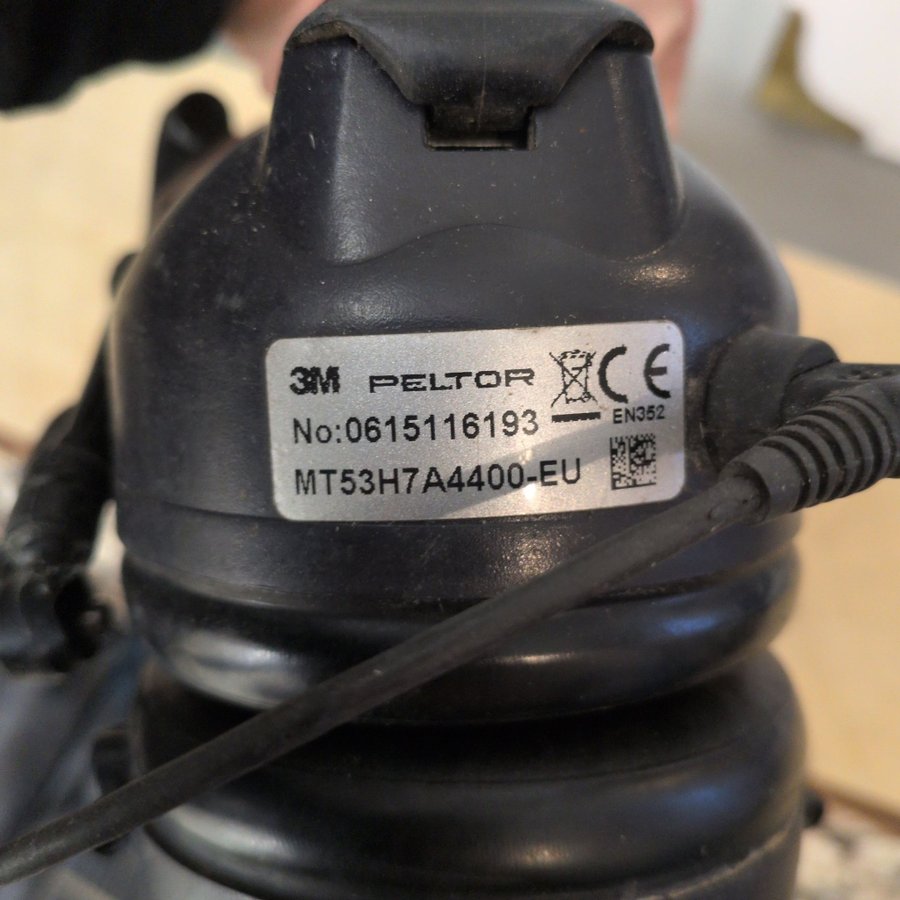 3M PELTOR CE
EN352
No:0615116193
MT53H7A4400-EU